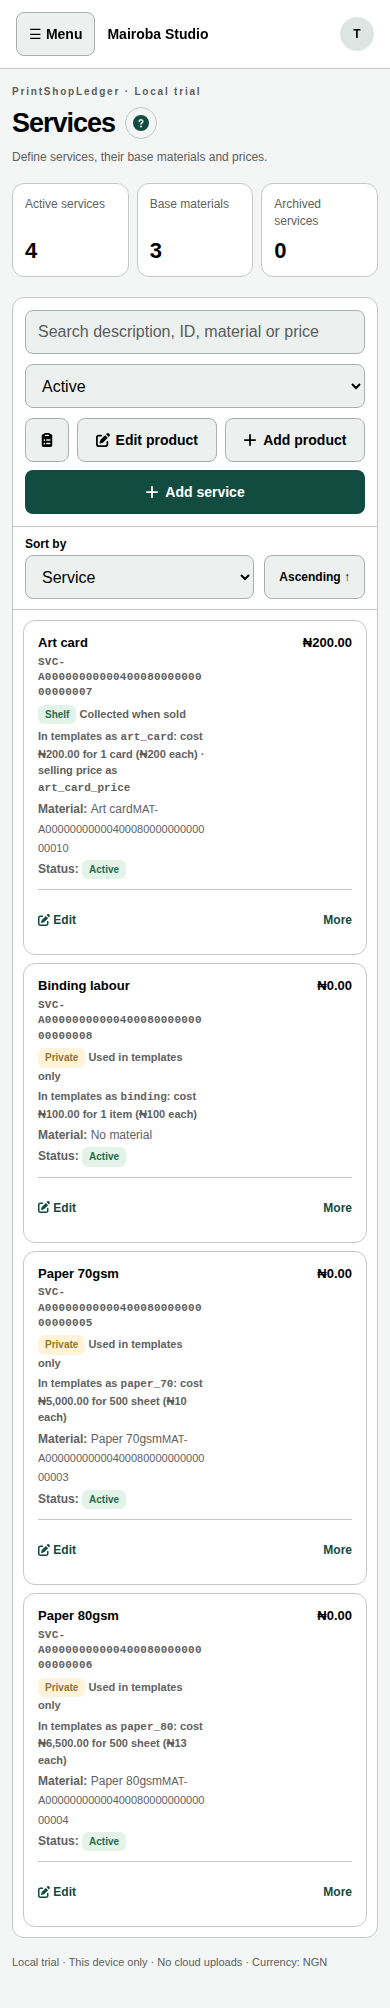 ☰ Menu Mairoba Studio T
PrintShopLedger · Local trial
Services ?
Define services, their base materials and prices.
Active services Base materials Archived services
4 3 0
Search description, ID, material or price
Active
Edit product + Add product
+ Add service
Sort by
Service Ascending ↑
Art card ₦200.00
SVC-
A00000000000400080000000
00000007
Shelf Collected when sold
In templates as art_card: cost
₦200.00 for 1 card (₦200 each) ·
selling price as
art_card_price
Material: Art cardMAT-
A00000000000400080000000000
00010
Status: Active
Edit More
Binding labour ₦0.00
SVC-
A00000000000400080000000
00000008
Private Used in templates
only
In templates as binding: cost
₦100.00 for 1 item (₦100 each)
Material: No material
Status: Active
Edit More
Paper 70gsm ₦0.00
SVC-
A00000000000400080000000
00000005
Private Used in templates
only
In templates as paper_70: cost
₦5,000.00 for 500 sheet (₦10
each)
Material: Paper 70gsmMAT-
A00000000000400080000000000
00003
Status: Active
Edit More
Paper 80gsm ₦0.00
SVC-
A00000000000400080000000
00000006
Private Used in templates
only
In templates as paper_80: cost
₦6,500.00 for 500 sheet (₦13
each)
Material: Paper 80gsmMAT-
A00000000000400080000000000
00004
Status: Active
Edit More
Local trial · This device only · No cloud uploads · Currency: NGN